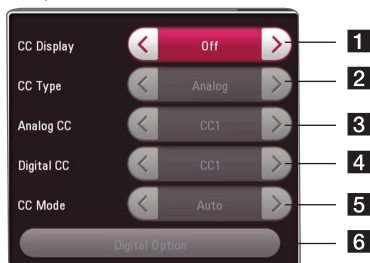 CC Display < Off > 1
CC Type < Analog > 2
Analog CC < CC1 > 3
Digital CC < CC1 > 4
CC Mode < Auto > 5
Digital Option 6